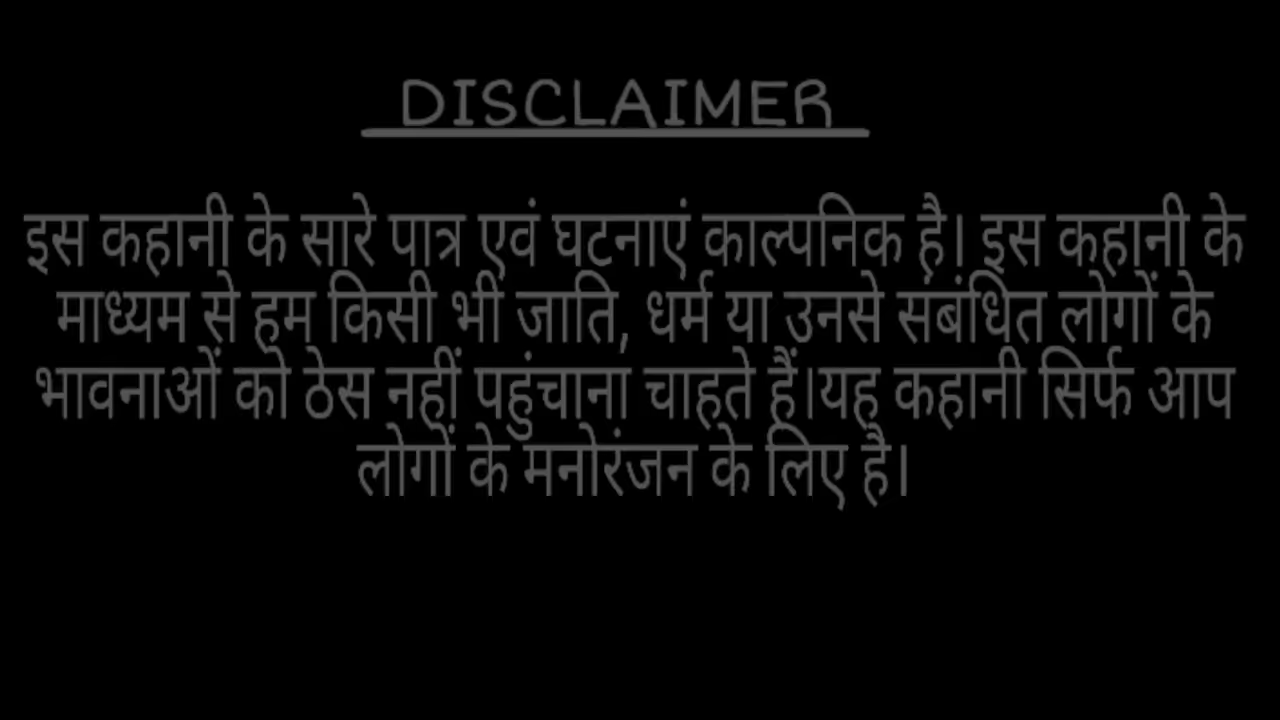 DISCLAIMER
इस कहानी के सारे पात्र एवं घटनाएं काल्पनिक है। इस कहानी के
माध्यम से हम किसी भी जाति, धर्म या उनसे संबंधित लोगों के
भावनाओं को ठेस नहीं पहुंचाना चाहते हैं।यह कहानी सिर्फ आप
लोगों के मनोरंजन के लिए है।